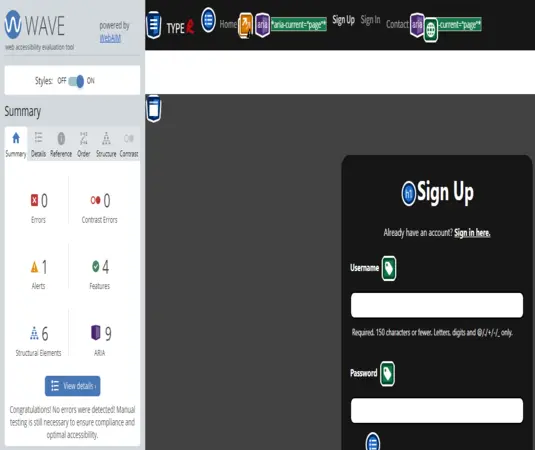 WAVE
web accessibility evaluation tool
powered by
WebAIM
Styles: OFF ON
Summary
Summary Details Reference Order Structure Contrast
0
Errors
0
Contrast Errors
1
Alerts
4
Features
6
Structural Elements
9
ARIA
View details ›
Congratulations! No errors were detected! Manual
testing is still necessary to ensure compliance and
optimal accessibility.
TYPE Home aria *aria-current="page"* Sign Up Sign In Contact aria -current="page"*
h1 Sign Up
Already have an account? Sign in here.
Username
Required. 150 characters or fewer. Letters, digits and @/./+/-/_ only.
Password